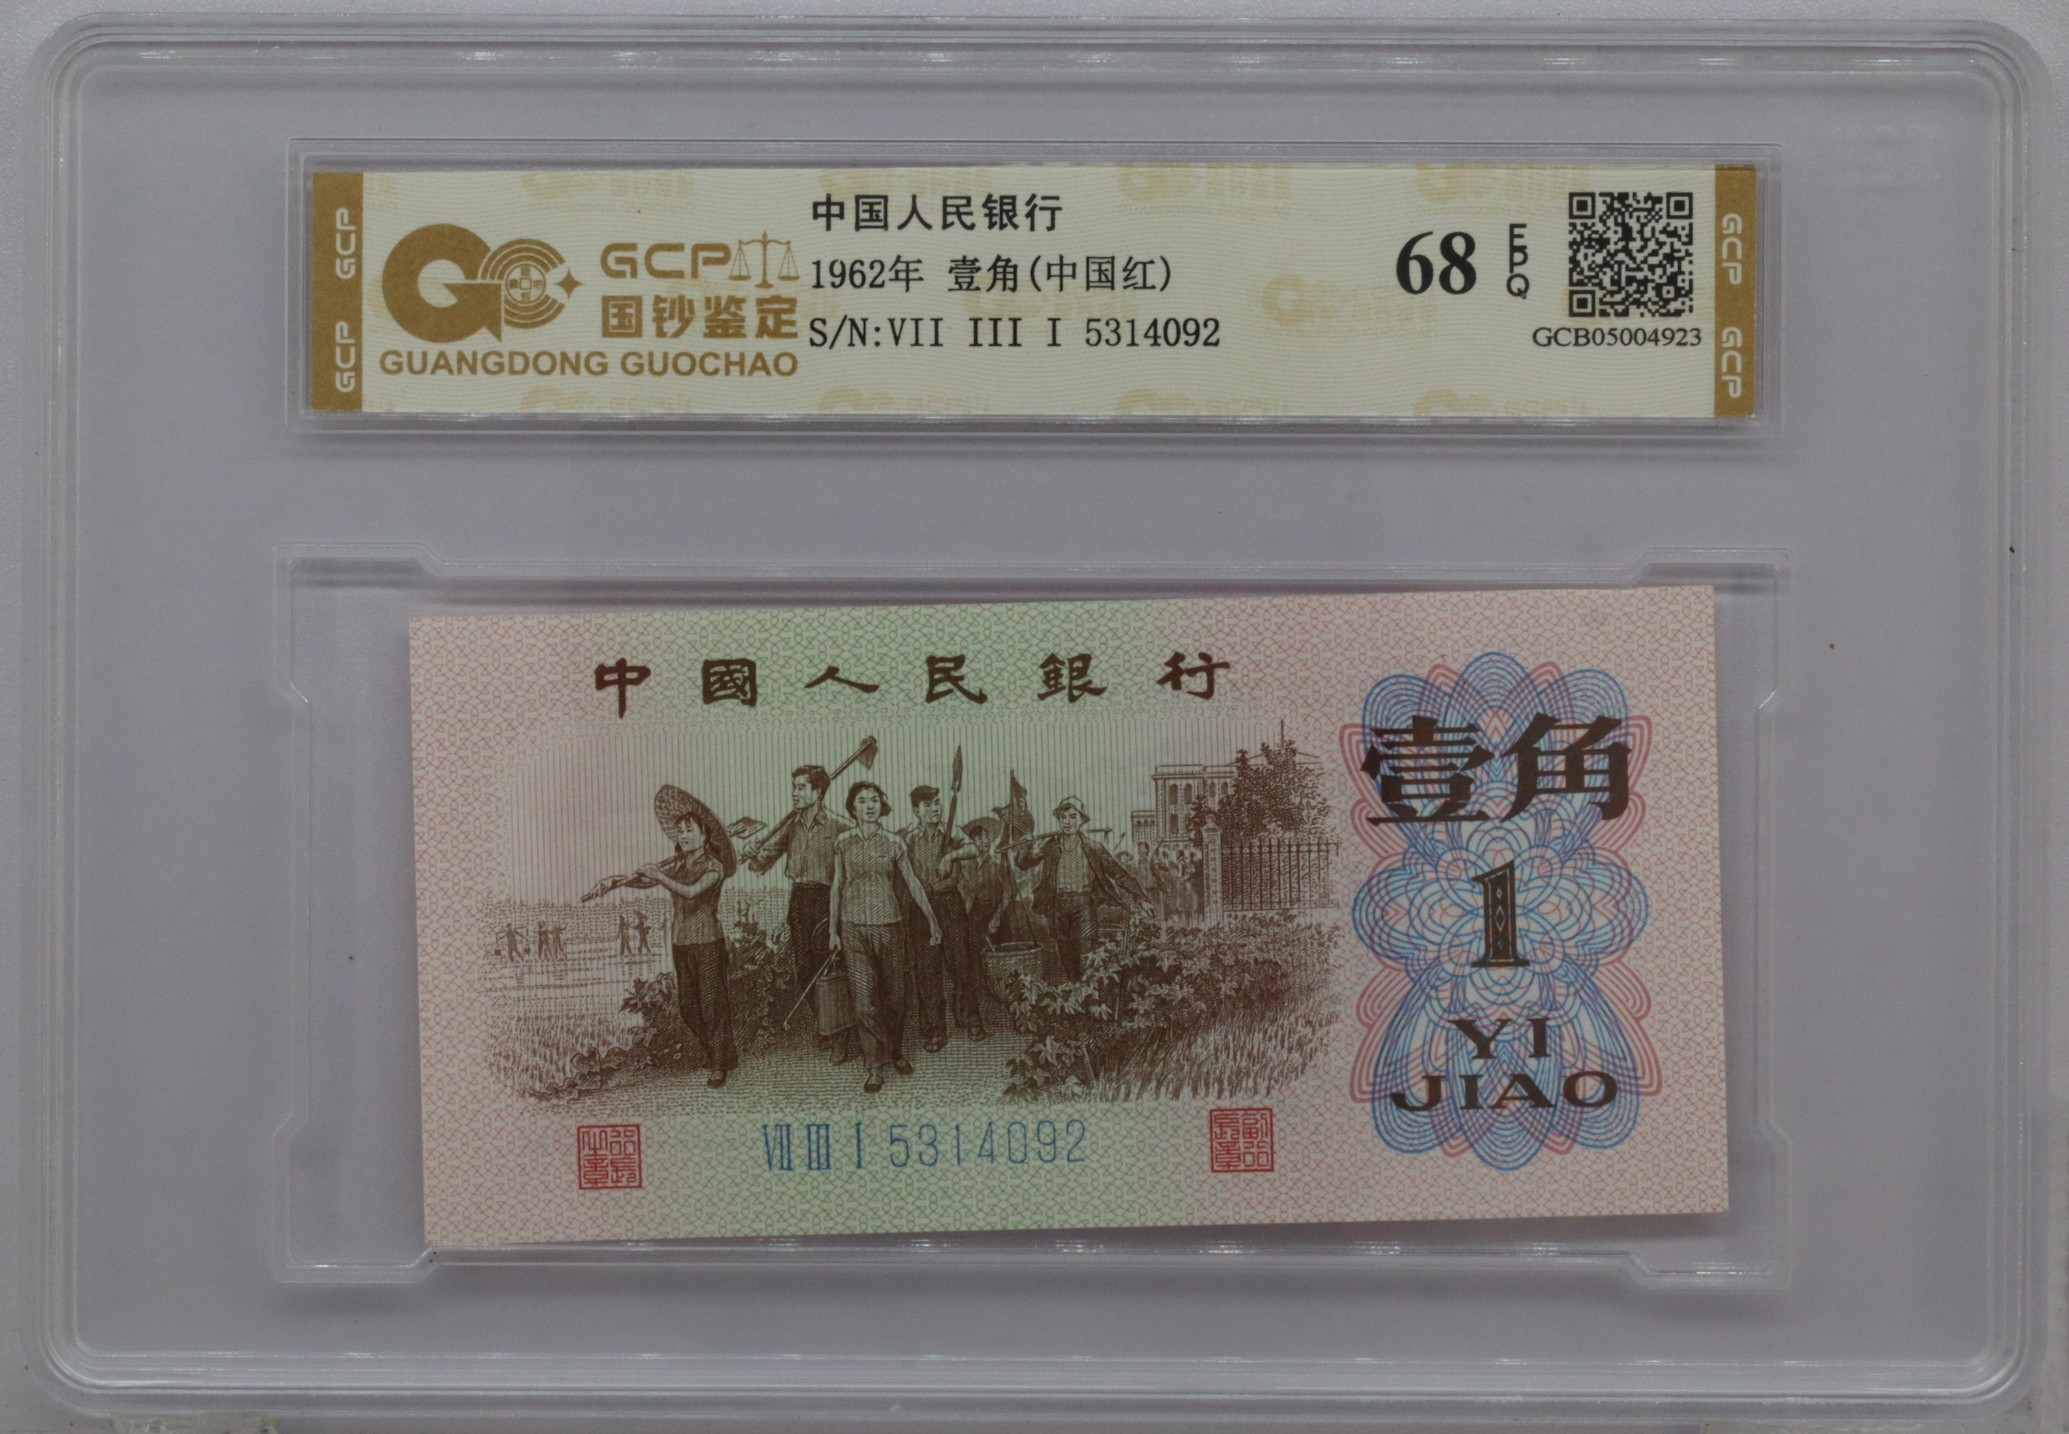 GCP GCP
GCP
国钞鉴定
GUANGDONG GUOCHAO
中国人民银行
1962年 壹角(中国红)
S/N:VII III I 5314092
68 EPQ
GCB05004923
GCP GCP
中國人民銀行
壹角
1
YI
JIAO
VII III I 5314092